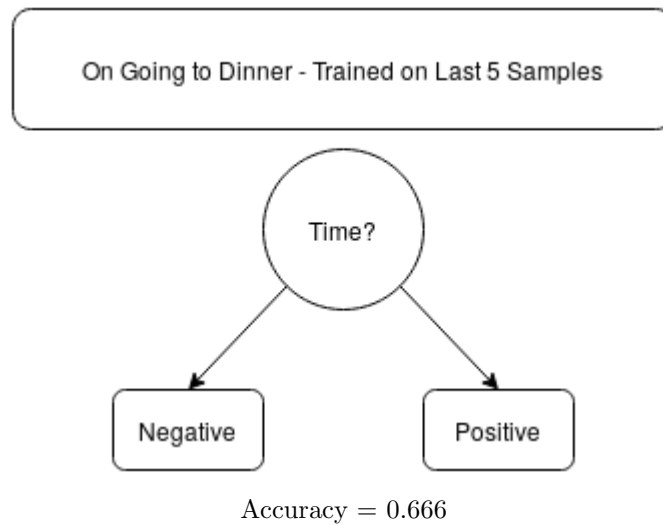 On Going to Dinner - Trained on Last 5 Samples
Time?
Negative
Positive
Accuracy = 0.666